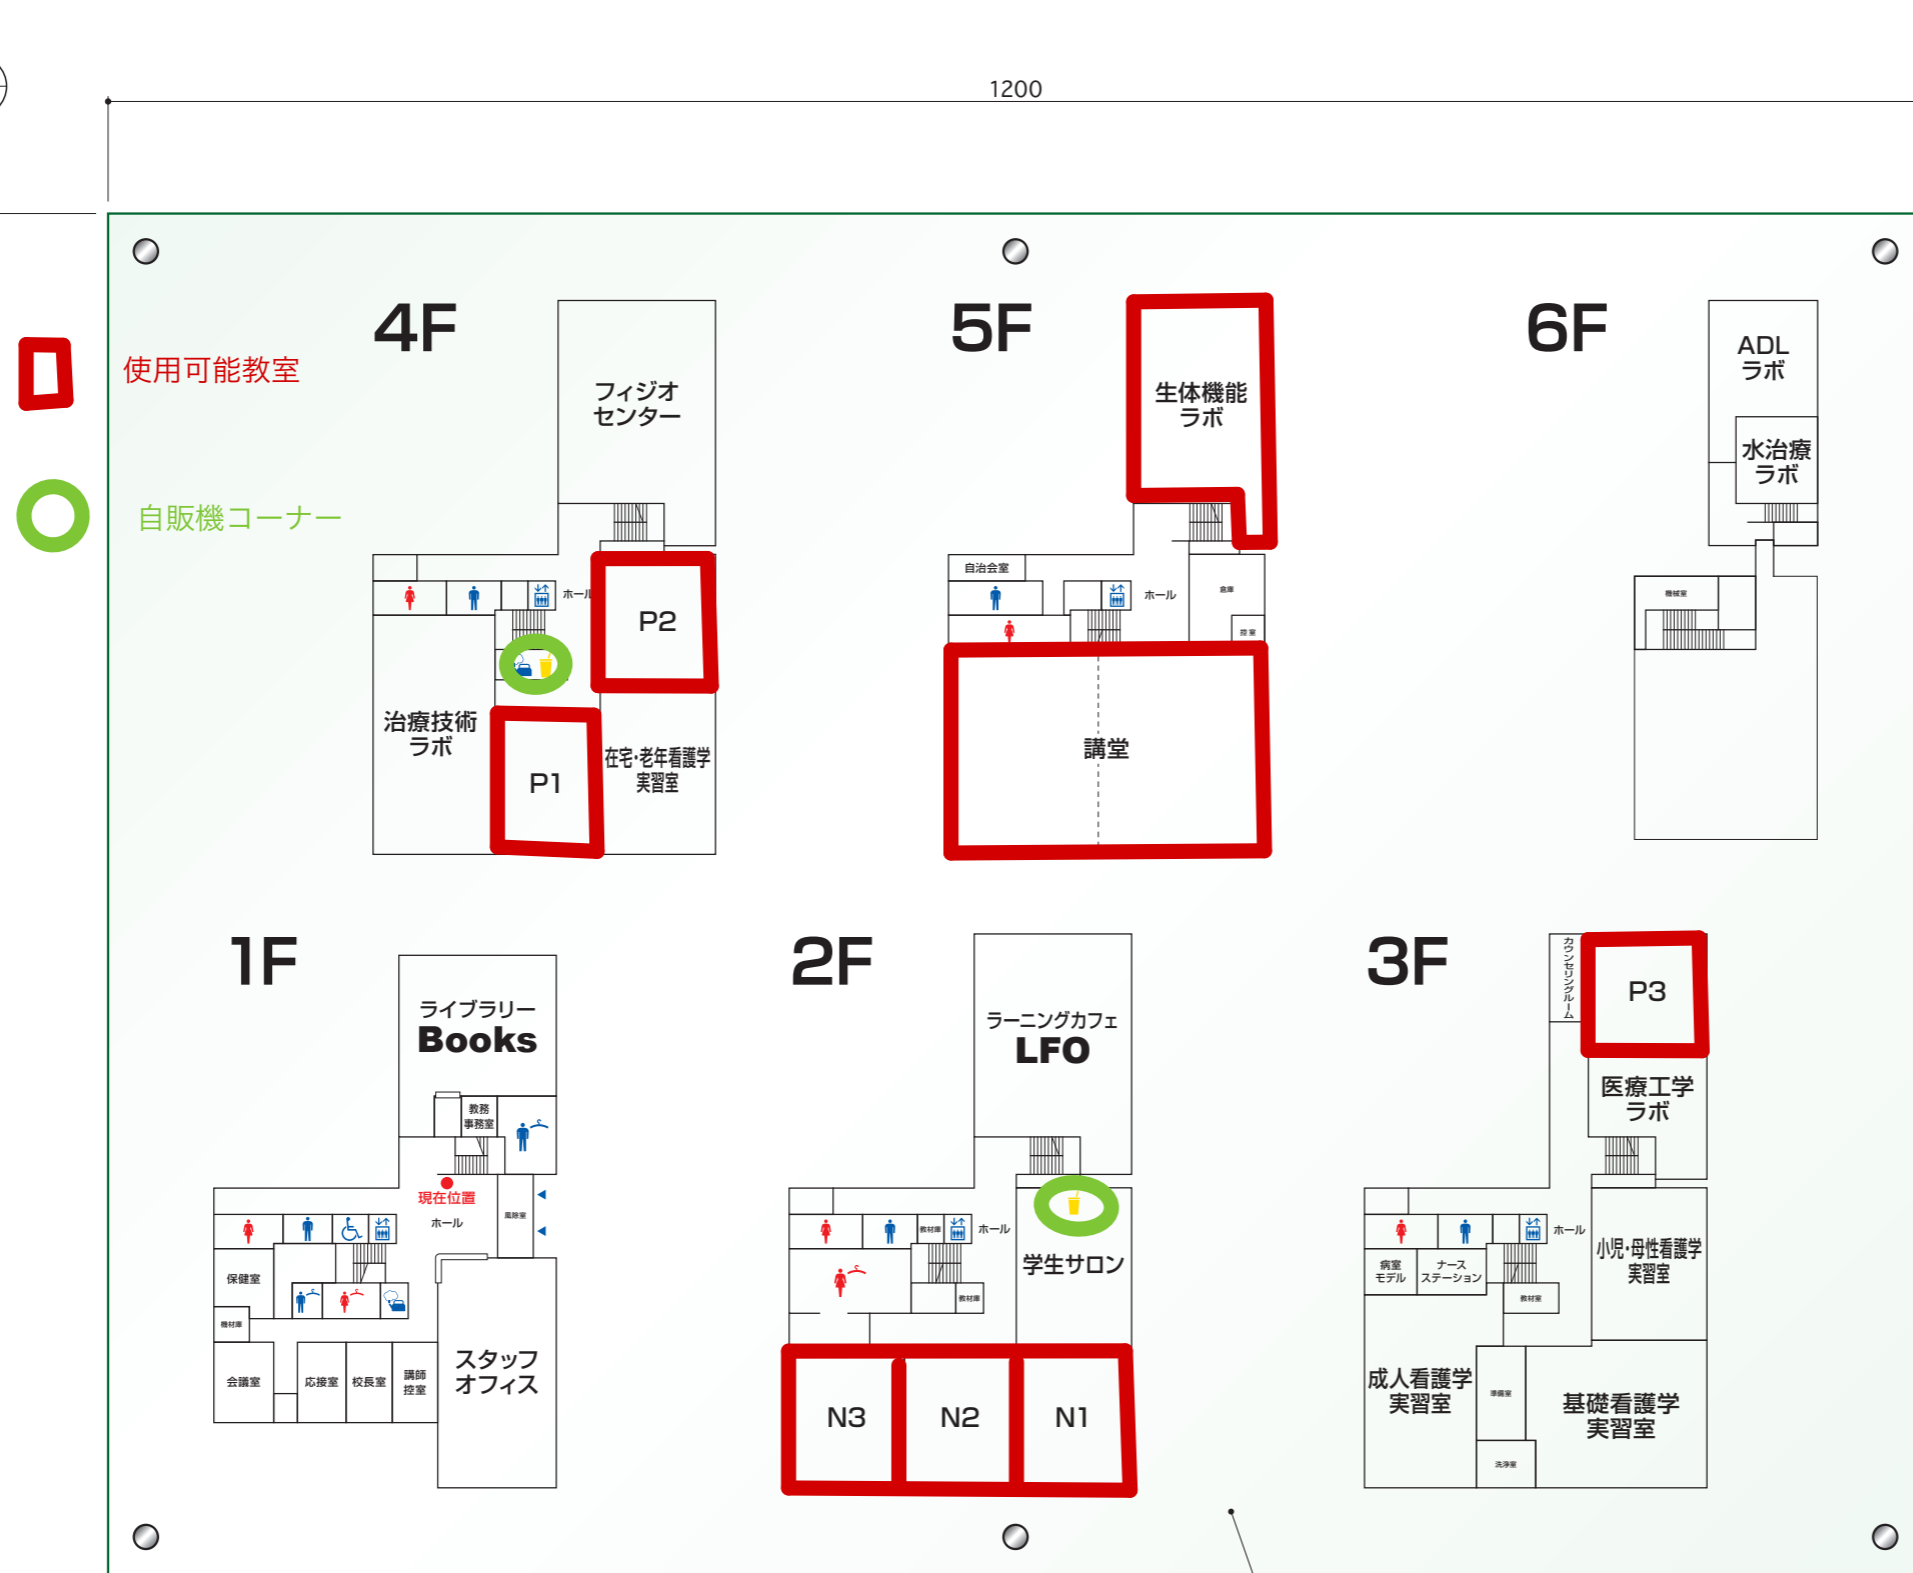 1200
使用可能教室
自販機コーナー
4F
フィジオ
センター
ホール
P2
治療技術
ラボ
P1
在宅・老年看護学
実習室
5F
生体機能
ラボ
自治会室
ホール
倉庫
控室
講堂
6F
ADL
ラボ
水治療
ラボ
機械室
1F
ライブラリー
Books
教務
事務室
現在位置
ホール
風除室
保健室
機材庫
会議室
応接室
校長室
講師
控室
スタッフ
オフィス
2F
ラーニングカフェ
LFO
教材庫
ホール
学生サロン
教材庫
N3
N2
N1
3F
カウンセリングルーム
P3
医療工学
ラボ
ホール
病室
モデル
ナース
ステーション
教材室
小児・母性看護学
実習室
成人看護学
実習室
準備室
基礎看護学
実習室
洗浄室